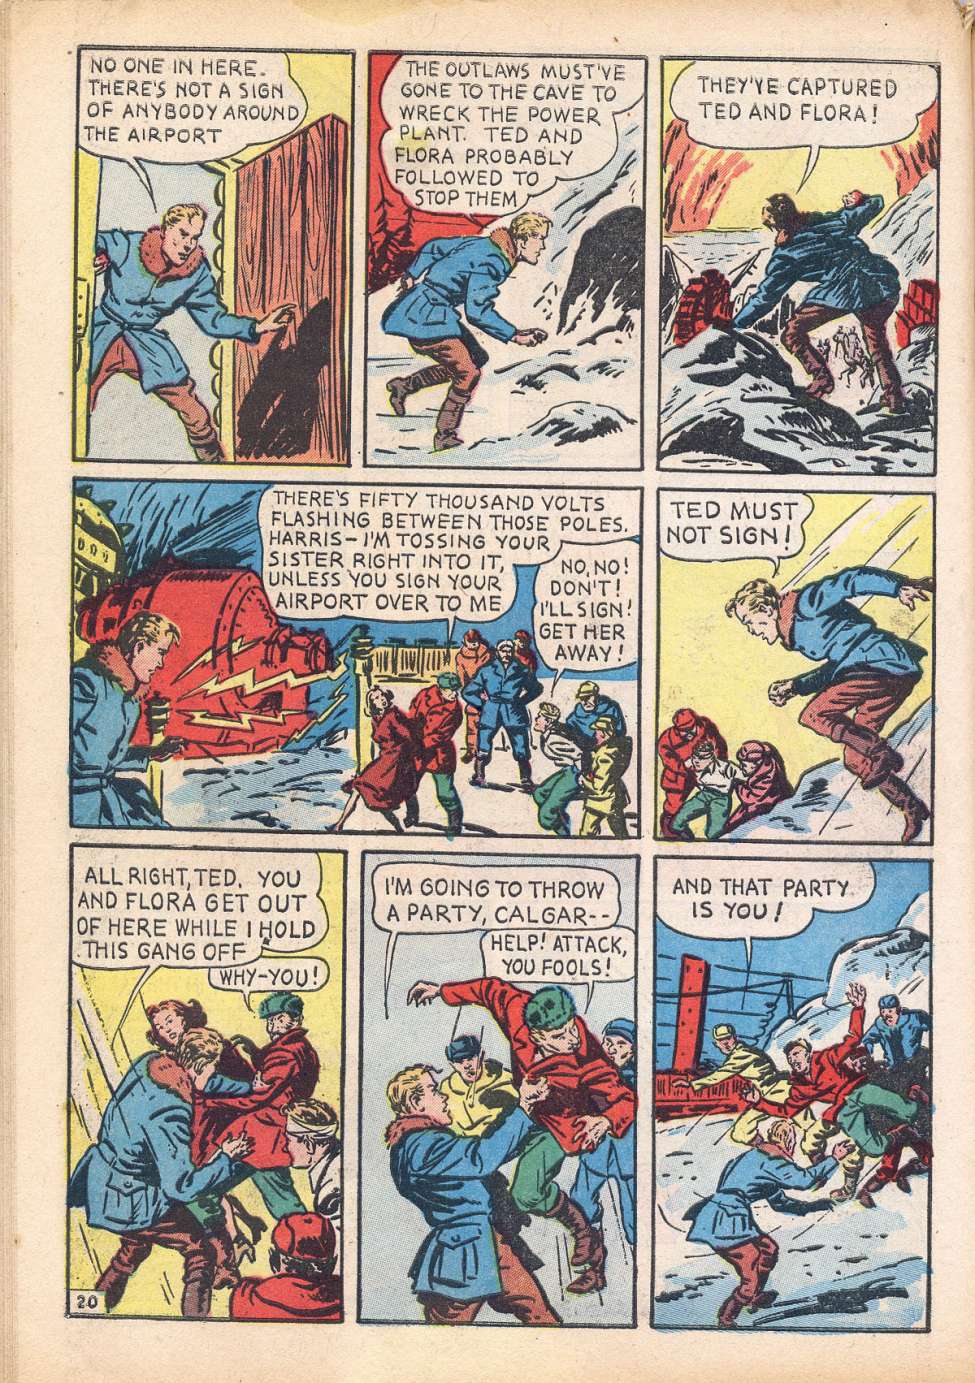 NO ONE IN HERE.
THERE'S NOT A SIGN
OF ANYBODY AROUND
THE AIRPORT
THE OUTLAWS MUST'VE
GONE TO THE CAVE TO
WRECK THE POWER
PLANT. TED AND
FLORA PROBABLY
FOLLOWED TO
STOP THEM
THEY'VE CAPTURED
TED AND FLORA!
THERE'S FIFTY THOUSAND VOLTS
FLASHING BETWEEN THOSE POLES.
HARRIS—I'M TOSSING YOUR
SISTER RIGHT INTO IT,
UNLESS YOU SIGN YOUR
AIRPORT OVER TO ME
NO, NO!
DON'T!
I'LL SIGN!
GET HER
AWAY!
TED MUST
NOT SIGN!
ALL RIGHT, TED. YOU
AND FLORA GET OUT
OF HERE WHILE I HOLD
THIS GANG OFF
WHY-YOU!
I'M GOING TO THROW
A PARTY, CALGAR--
HELP! ATTACK,
YOU FOOLS!
AND THAT PARTY
IS YOU!
20